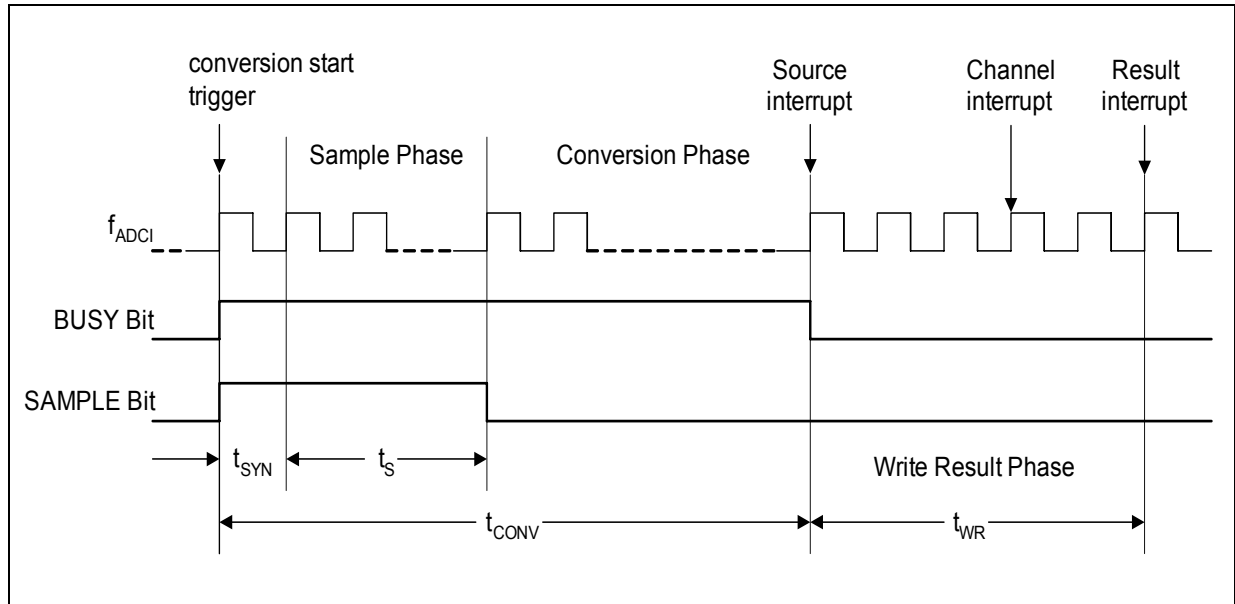 conversion start
trigger
Source
interrupt
Channel
interrupt
Result
interrupt
Sample Phase
Conversion Phase
fADCI
BUSY Bit
SAMPLE Bit
tSYN
tS
Write Result Phase
tCONV
tWR